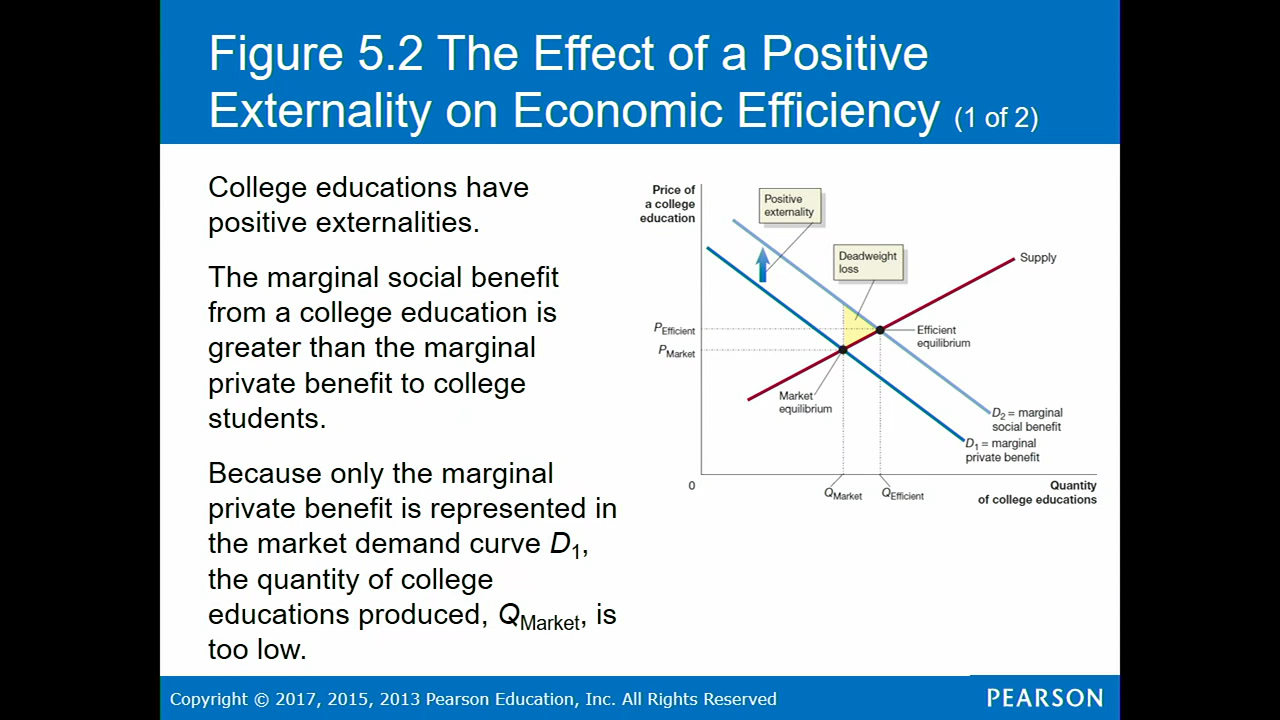 Figure 5.2 The Effect of a Positive
Externality on Economic Efficiency (1 of 2)
College educations have
positive externalities.
The marginal social benefit
from a college education is
greater than the marginal
private benefit to college
students.
Because only the marginal
private benefit is represented in
the market demand curve D1,
the quantity of college
educations produced, QMarket, is
too low.
Price of
a college
education
Positive
externality
Deadweight
loss
Supply
PEfficient
Efficient
equilibrium
PMarket
Market
equilibrium
D2 = marginal
social benefit
D1 = marginal
private benefit
0
QMarket
QEfficient
Quantity
of college educations
Copyright © 2017, 2015, 2013 Pearson Education, Inc. All Rights Reserved
PEARSON